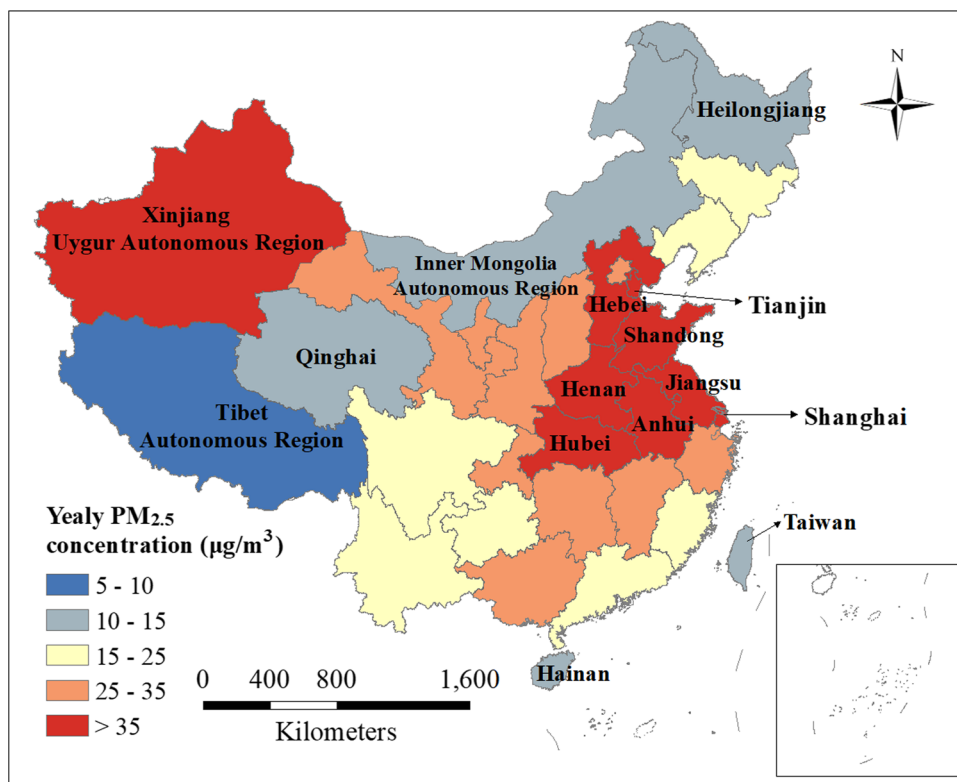 N
Heilongjiang
Xinjiang
Uygur Autonomous Region
Inner Mongolia
Autonomous Region
Hebei
Tianjin
Shandong
Qinghai
Henan
Jiangsu
Shanghai
Tibet
Autonomous Region
Anhui
Hubei
Taiwan
Hainan
Yealy PM2.5
concentration (µg/m³)
5 - 10
10 - 15
15 - 25
25 - 35
> 35
0 400 800 1,600
Kilometers